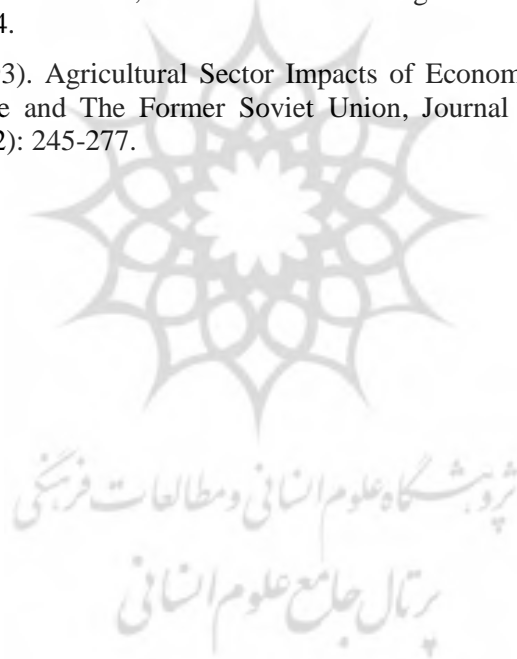 4.
3). Agricultural Sector Impacts of Econom
e and The Former Soviet Union, Journal
2): 245-277.
پژوهشگاه علوم انسانی و مطالعات فرهنگی
پرتال جامع علوم انسانی